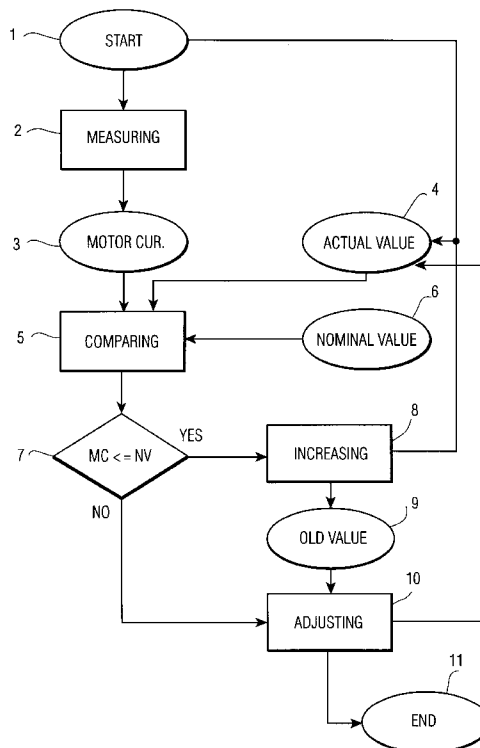 1
START
2
MEASURING
4
3
MOTOR CUR.
ACTUAL VALUE
6
5
COMPARING
NOMINAL VALUE
7
MC <= NV
YES
8
INCREASING
NO
9
OLD VALUE
10
ADJUSTING
11
END